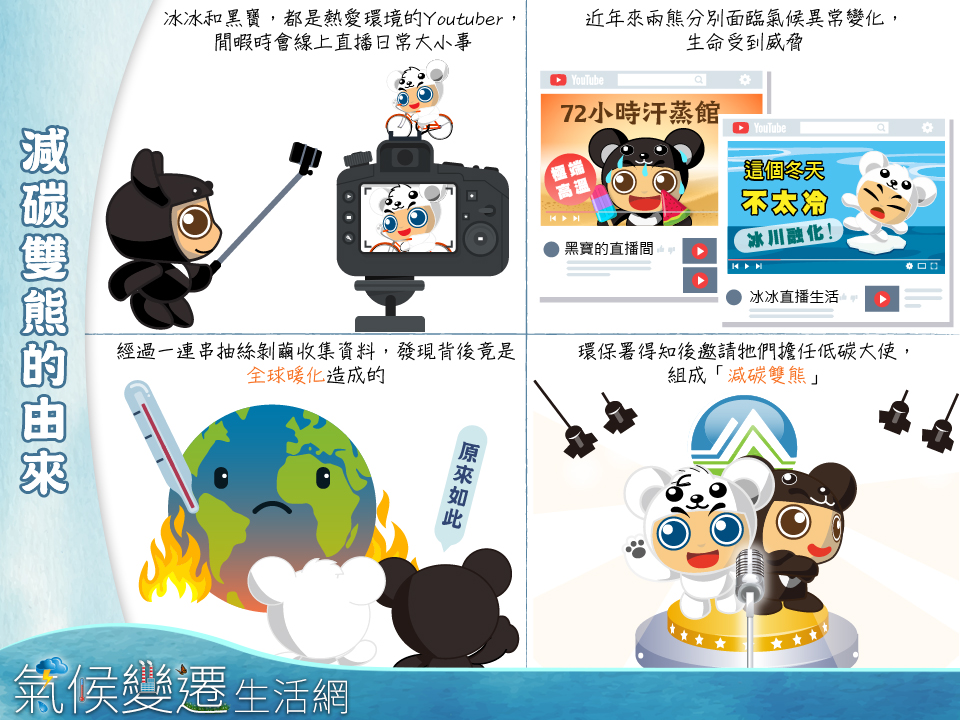 減碳雙熊的由來
冰冰和黑寶，都是熱愛環境的Youtuber，
閒暇時會線上直播日常大小事
近年來兩熊分別面臨氣候異常變化，
生命受到威脅
YouTube
72小時汗蒸館
極端
高溫
黑寶的直播間
YouTube
這個冬天
不太冷
冰川融化！
冰冰直播生活
經過一連串抽絲剝繭收集資料，發現背後竟是
全球暖化造成的
原來如此
環保署得知後邀請牠們擔任低碳大使，
組成「減碳雙熊」
氣候變遷生活網